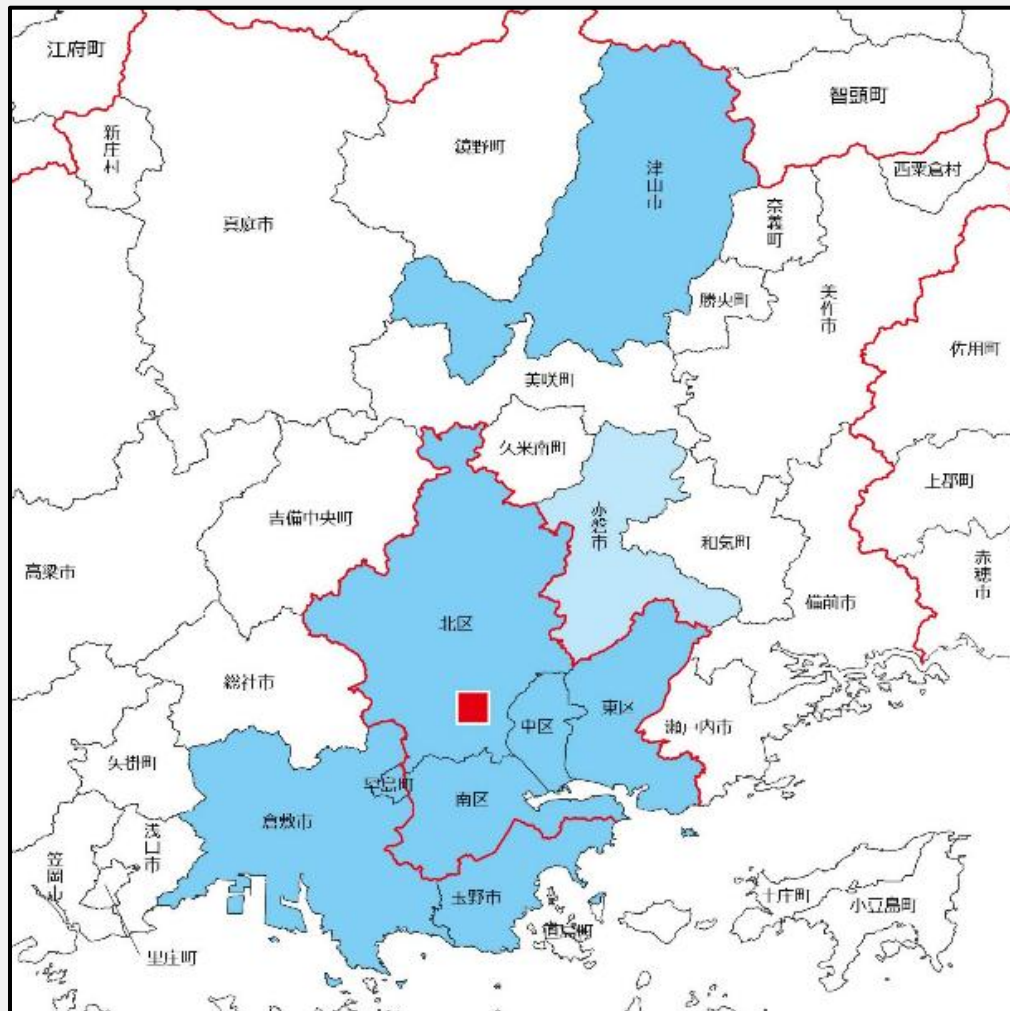 江府町
新庄村
真庭市
鏡野町
津山市
智頭町
西粟倉村
奈義町
勝央町
美作市
佐用町
美咲町
久米南町
上郡町
吉備中央町
赤磐市
和気町
赤穂市
高梁市
備前市
北区
総社市
東区
中区
瀬戸内市
矢掛町
早島町
南区
倉敷市
浅口市
笠岡市
玉野市
直島町
土庄町
小豆島町
里庄町